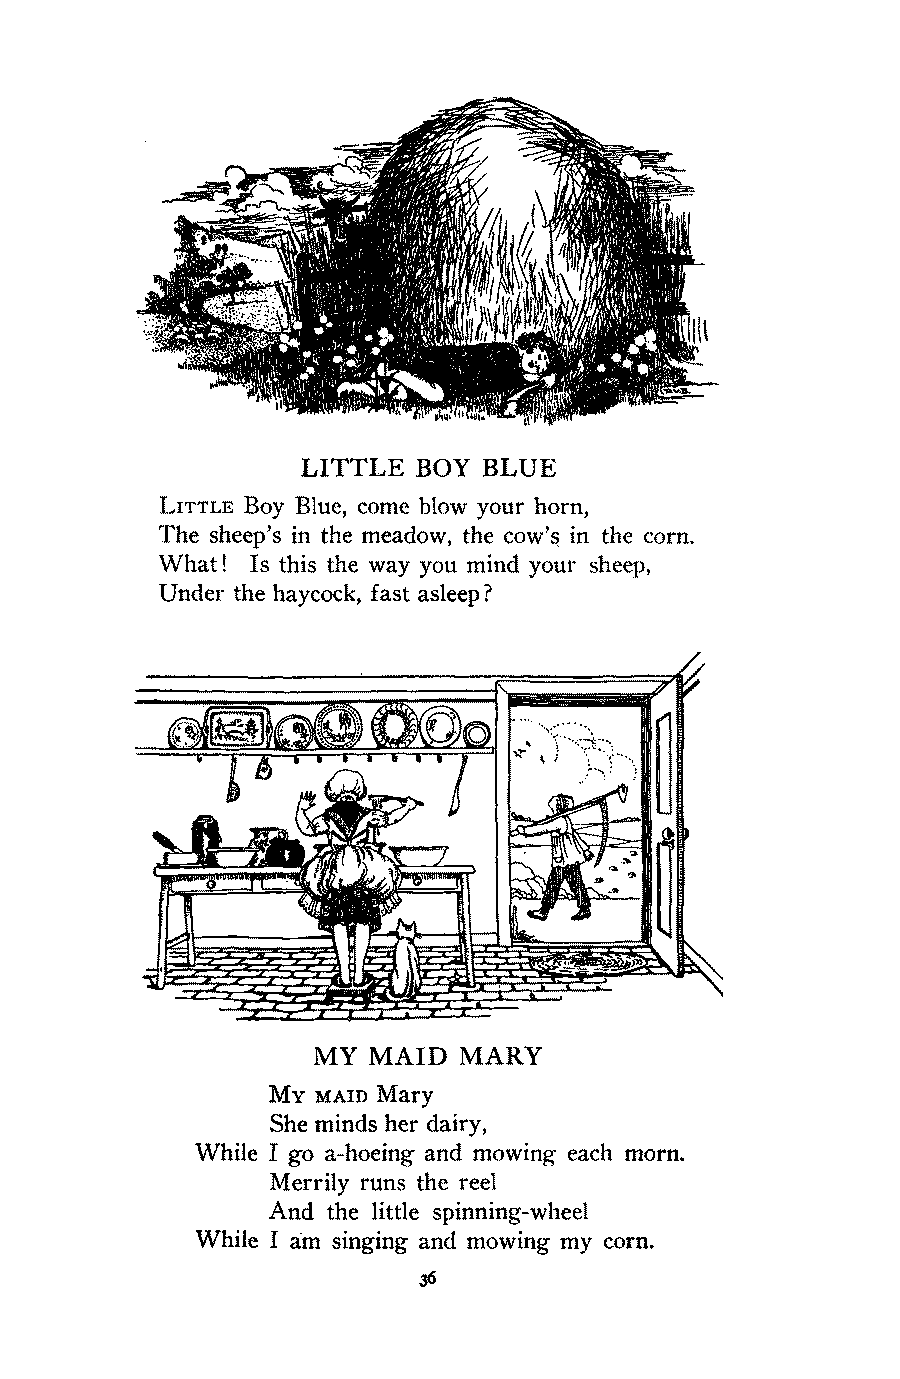 LITTLE BOY BLUE
LITTLE Boy Blue, come blow your horn,
The sheep's in the meadow, the cow's in the corn.
What! Is this the way you mind your sheep,
Under the haycock, fast asleep?
MY MAID MARY
MY MAID Mary
She minds her dairy,
While I go a-hoeing and mowing each morn.
Merrily runs the reel
And the little spinning-wheel
While I am singing and mowing my corn.
36